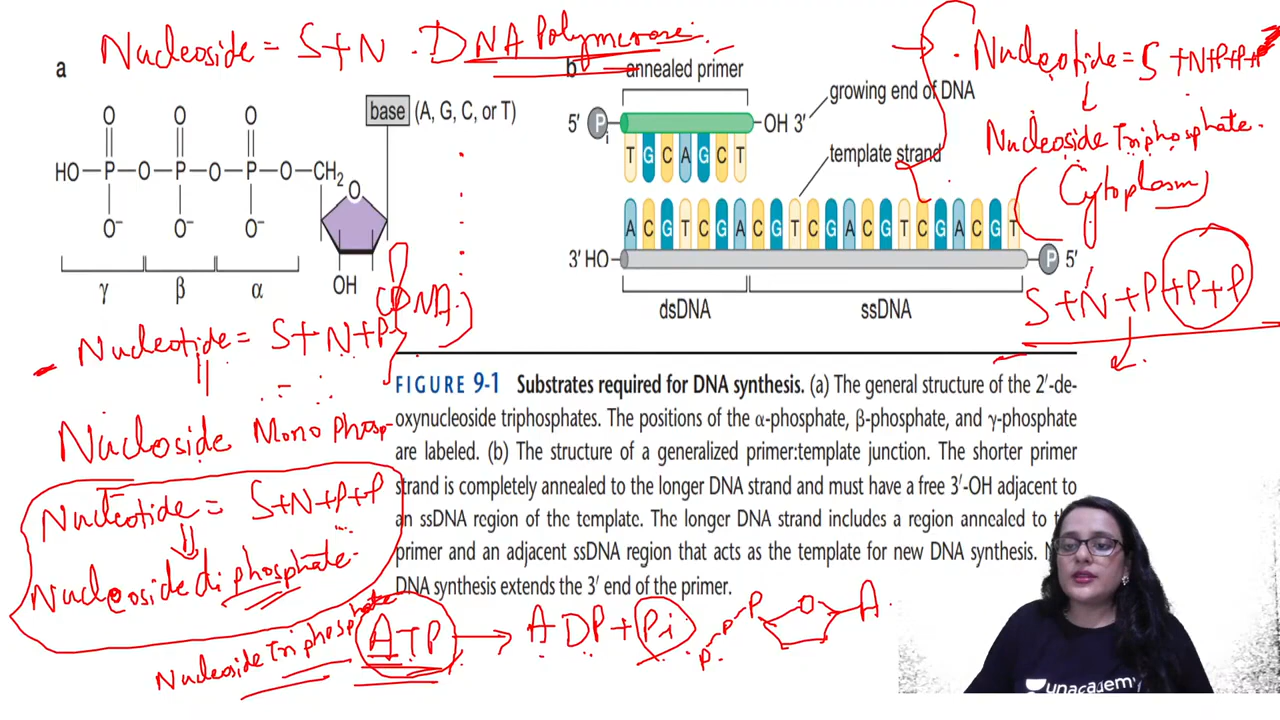 Nucleoside = S+N . DNA Polymerase.
. Nucleotide = S+N+P+P+P
Nucleoside Triphosphate.
(Cytoplasm)
S+N+P+P+P
a
O O O
HO P O P O P O CH2
O- O- O-
γ β α
base (A, G, C, or T)
O
OH
(DNA)
b
annealed primer
5' Pi OH 3'
growing end of DNA
T G C A G C T
template strand
A C G T C G A C G T C G A C G T C G A C G T
3' HO P 5'
dsDNA ssDNA
Nucleotide = S+N+P
Nucloside Mono Phosp-
Nucleotide = S+N+P+P
Nucleoside diphosphate.
Nucleoside Triphosphate
ATP → ADP + Pi
P P P O A
FIGURE 9-1 Substrates required for DNA synthesis. (a) The general structure of the 2'-de-
oxynucleoside triphosphates. The positions of the α-phosphate, β-phosphate, and γ-phosphate
are labeled. (b) The structure of a generalized primer:template junction. The shorter primer
strand is completely annealed to the longer DNA strand and must have a free 3'-OH adjacent to
an ssDNA region of the template. The longer DNA strand includes a region annealed to
primer and an adjacent ssDNA region that acts as the template for new DNA synthesis.
DNA synthesis extends the 3' end of the primer.
unacademy